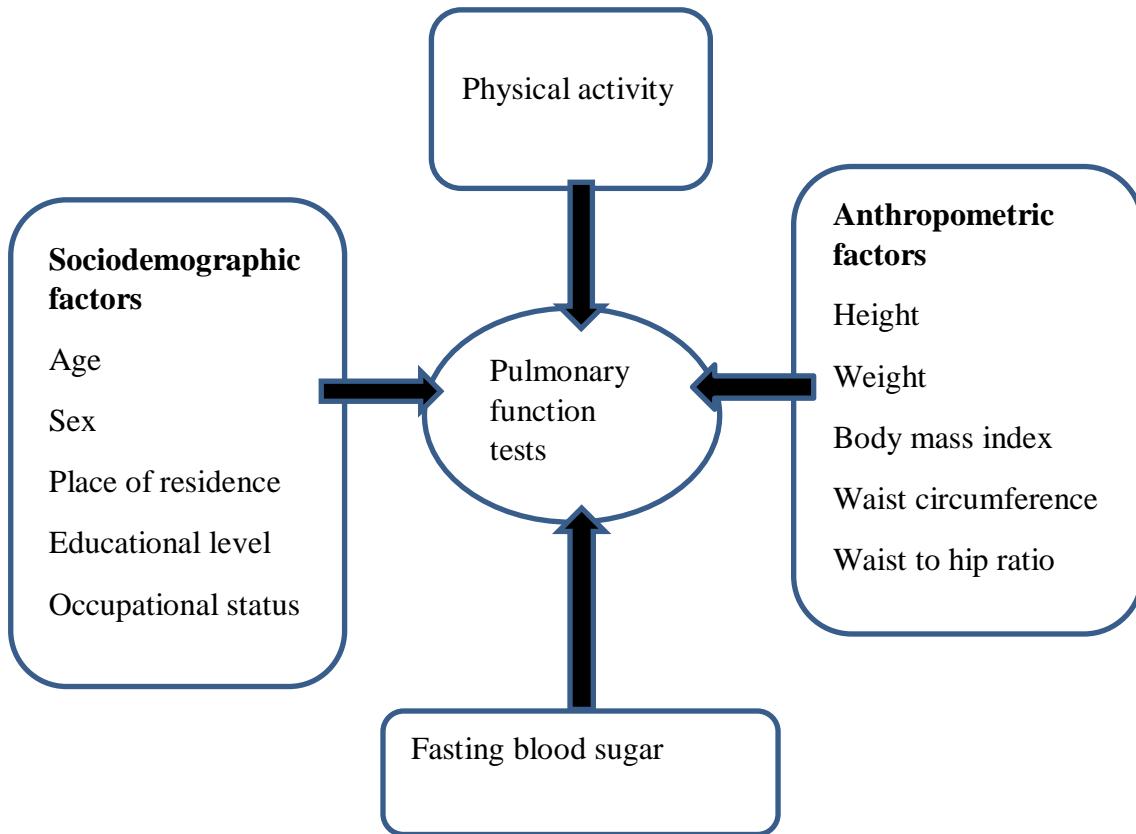 Physical activity
Sociodemographic
factors
Age
Sex
Place of residence
Educational level
Occupational status
Pulmonary
function
tests
Anthropometric
factors
Height
Weight
Body mass index
Waist circumference
Waist to hip ratio
Fasting blood sugar